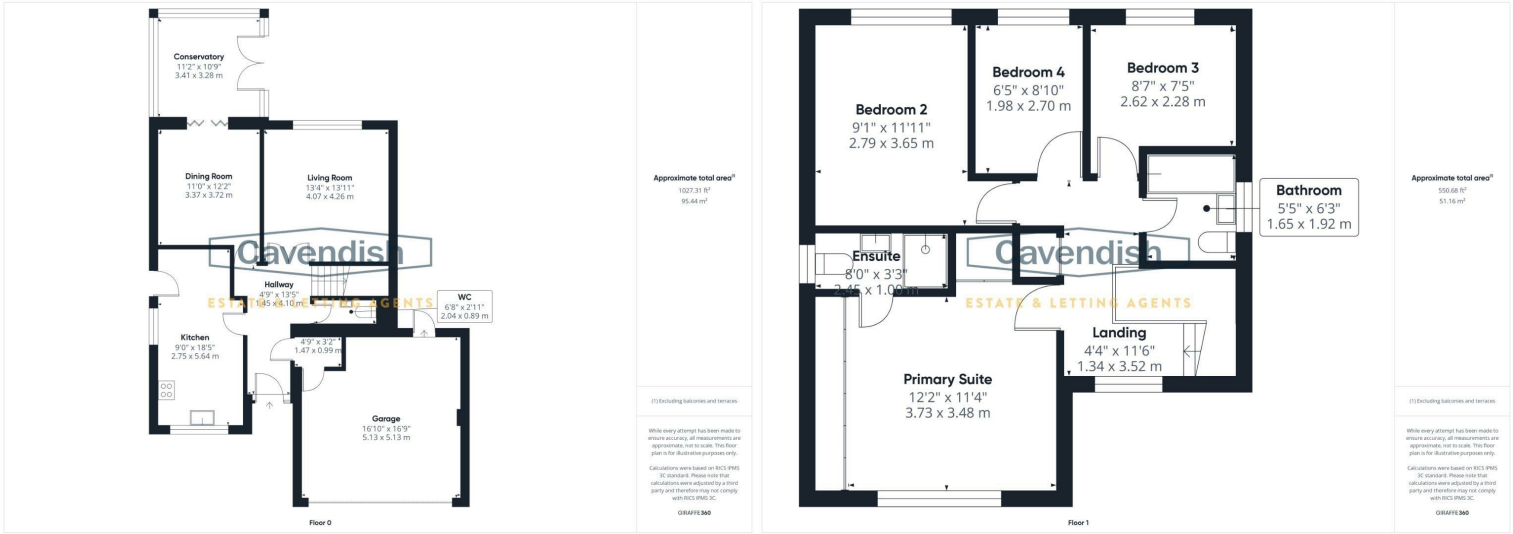 Conservatory
11'2" x 10'9"
3.41 x 3.28 m
Dining Room
11'0" x 12'2"
3.37 x 3.72 m
Living Room
13'4" x 13'11"
4.07 x 4.26 m
Cavendish
ESTATE & LETTING AGENTS
Hallway
4'9" x 13'5"
1.45 x 4.10 m
WC
6'8" x 2'11"
2.04 x 0.89 m
Kitchen
9'0" x 18'5"
2.75 x 5.64 m
4'9" x 3'2"
1.47 x 0.99 m
Garage
16'10" x 16'9"
5.13 x 5.13 m
Floor 0
Approximate total area(1)
1027.31 ft²
95.44 m²
(1) Excluding balconies and terraces
While every attempt has been made to
ensure accuracy, all measurements are
approximate, not to scale. This floor
plan is for illustrative purposes only.
Calculations were based on RICS IPMS
3C standard. Please note that
calculations were adjusted by a third
party and therefore may not comply
with RICS IPMS 3C.
GIRAFFE360
Bedroom 2
9'1" x 11'11"
2.79 x 3.65 m
Bedroom 4
6'5" x 8'10"
1.98 x 2.70 m
Bedroom 3
8'7" x 7'5"
2.62 x 2.28 m
Bathroom
5'5" x 6'3"
1.65 x 1.92 m
Cavendish
ESTATE & LETTING AGENTS
Ensuite
8'0" x 3'3"
2.45 x 1.00 m
Landing
4'4" x 11'6"
1.34 x 3.52 m
Primary Suite
12'2" x 11'4"
3.73 x 3.48 m
Floor 1
Approximate total area(1)
550.68 ft²
51.16 m²
(1) Excluding balconies and terraces
While every attempt has been made to
ensure accuracy, all measurements are
approximate, not to scale. This floor
plan is for illustrative purposes only.
Calculations were based on RICS IPMS
3C standard. Please note that
calculations were adjusted by a third
party and therefore may not comply
with RICS IPMS 3C.
GIRAFFE360